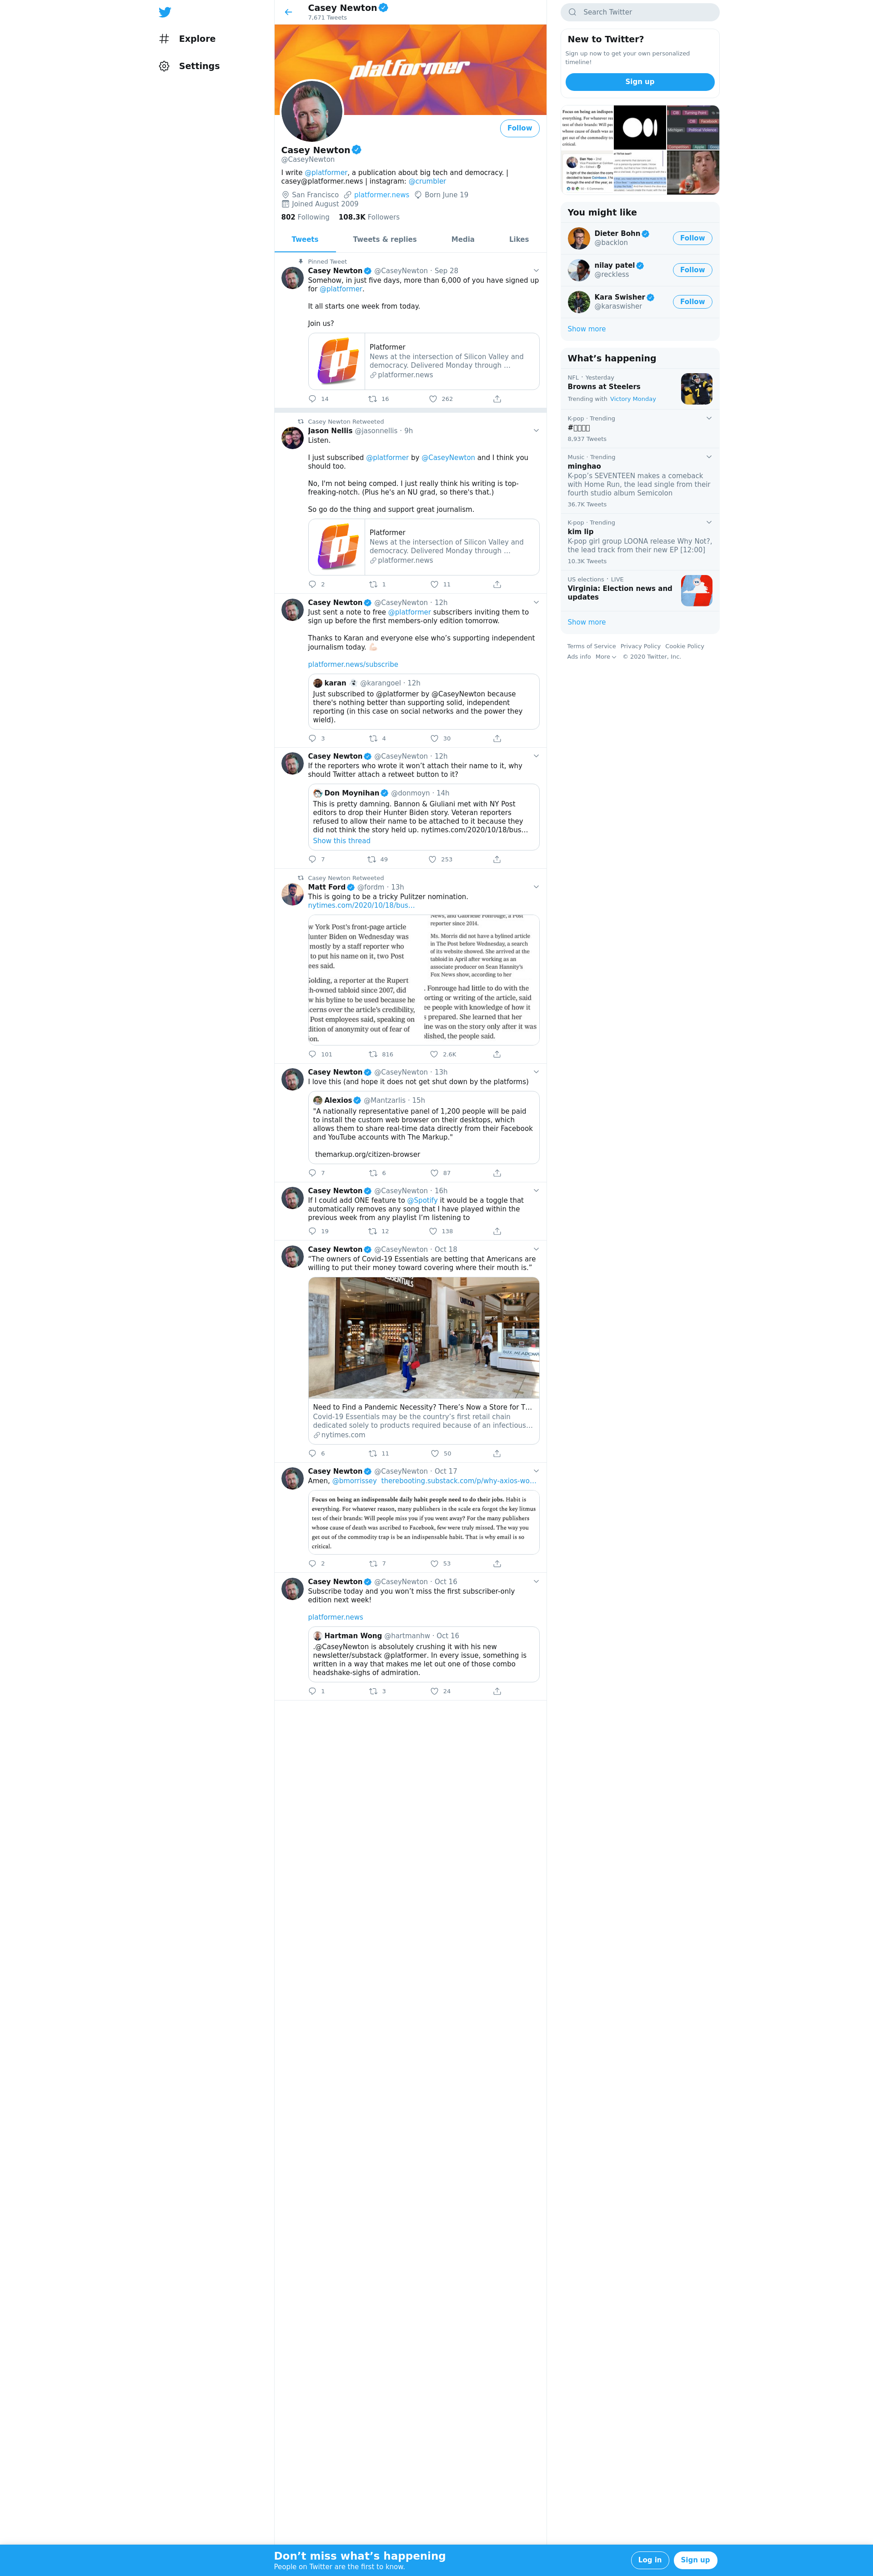 Explore
Settings
Casey Newton
7,671 Tweets
platformer
Follow
Casey Newton
@CaseyNewton
I write @platformer, a publication about big tech and democracy. |
casey@platformer.news | instagram: @crumbler
San Francisco platformer.news Born June 19
Joined August 2009
802 Following 108.3K Followers
Tweets Tweets & replies Media Likes
Pinned Tweet
Casey Newton @CaseyNewton · Sep 28
Somehow, in just five days, more than 6,000 of you have signed up
for @platformer.
It all starts one week from today.
Join us?
Platformer
News at the intersection of Silicon Valley and
democracy. Delivered Monday through ...
platformer.news
14 16 262
Casey Newton Retweeted
Jason Nellis @jasonnellis · 9h
Listen.
I just subscribed @platformer by @CaseyNewton and I think you
should too.
No, I'm not being comped. I just really think his writing is top-
freaking-notch. (Plus he's an NU grad, so there's that.)
So go do the thing and support great journalism.
Platformer
News at the intersection of Silicon Valley and
democracy. Delivered Monday through ...
platformer.news
2 1 11
Casey Newton @CaseyNewton · 12h
Just sent a note to free @platformer subscribers inviting them to
sign up before the first members-only edition tomorrow.
Thanks to Karan and everyone else who’s supporting independent
journalism today. 💪🏻
platformer.news/subscribe
karan @karangoel · 12h
Just subscribed to @platformer by @CaseyNewton because
there's nothing better than supporting solid, independent
reporting (in this case on social networks and the power they
wield).
3 4 30
Casey Newton @CaseyNewton · 12h
If the reporters who wrote it won’t attach their name to it, why
should Twitter attach a retweet button to it?
Don Moynihan @donmoyn · 14h
This is pretty damning. Bannon & Giuliani met with NY Post
editors to drop their Hunter Biden story. Veteran reporters
refused to allow their name to be attached to it because they
did not think the story held up. nytimes.com/2020/10/18/bus…
Show this thread
7 49 253
Casey Newton Retweeted
Matt Ford @fordm · 13h
This is going to be a tricky Pulitzer nomination.
nytimes.com/2020/10/18/bus…
w York Post's front-page article
lunter Biden on Wednesday was
mostly by a staff reporter who
to put his name on it, two Post
ees said.
Golding, a reporter at the Rupert
h-owned tabloid since 2007, did
w his byline to be used because he
cerns over the article's credibility,
Post employees said, speaking on
dition of anonymity out of fear of
ion.
News, and Gabrielle Fonrouge, a Post
reporter since 2014.
Ms. Morris did not have a bylined article
in The Post before Wednesday, a search
of its website showed. She arrived at the
tabloid in April after working as an
associate producer on Sean Hannity's
Fox News show, according to her
. Fonrouge had little to do with the
orting or writing of the article, said
ee people with knowledge of how it
s prepared. She learned that her
ine was on the story only after it was
olished, the people said.
101 816 2.6K
Casey Newton @CaseyNewton · 13h
I love this (and hope it does not get shut down by the platforms)
Alexios @Mantzarlis · 15h
"A nationally representative panel of 1,200 people will be paid
to install the custom web browser on their desktops, which
allows them to share real-time data directly from their Facebook
and YouTube accounts with The Markup."
themarkup.org/citizen-browser
7 6 87
Casey Newton @CaseyNewton · 16h
If I could add ONE feature to @Spotify it would be a toggle that
automatically removes any song that I have played within the
previous week from any playlist I’m listening to
19 12 138
Casey Newton @CaseyNewton · Oct 18
“The owners of Covid-19 Essentials are betting that Americans are
willing to put their money toward covering where their mouth is.”
Need to Find a Pandemic Necessity? There’s Now a Store for T…
Covid-19 Essentials may be the country’s first retail chain
dedicated solely to products required because of an infectious…
nytimes.com
6 11 50
Casey Newton @CaseyNewton · Oct 17
Amen, @bmorrissey therebooting.substack.com/p/why-axios-wo…
Focus on being an indispensable daily habit people need to do their jobs. Habit is
everything. For whatever reason, many publishers in the scale era forget the key litmus
test of their brands: Will people miss you if you went away? For the many publishers
whose cause of death was ascribed to Facebook, few were truly missed. The way you
get out of the commodity trap is be an indispensable habit. That is why email is so
critical.
2 7 53
Casey Newton @CaseyNewton · Oct 16
Subscribe today and you won’t miss the first subscriber-only
edition next week!
platformer.news
Hartman Wong @hartmanhw · Oct 16
.@CaseyNewton is absolutely crushing it with his new
newsletter/substack @platformer. In every issue, something is
written in a way that makes me let out one of those combo
headshake-sighs of admiration.
1 3 24
Search Twitter
New to Twitter?
Sign up now to get your own personalized
timeline!
Sign up
You might like
Dieter Bohn
@backlon
Follow
nilay patel
@reckless
Follow
Kara Swisher
@karaswisher
Follow
Show more
What’s happening
NFL · Yesterday
Browns at Steelers
Trending with Victory Monday
K-pop · Trending
8,937 Tweets
Music · Trending
minghao
K-pop’s SEVENTEEN makes a comeback
with Home Run, the lead single from their
fourth studio album Semicolon
36.7K Tweets
K-pop · Trending
kim lip
K-pop girl group LOONA release Why Not?,
the lead track from their new EP [12:00]
10.3K Tweets
US elections · LIVE
Virginia: Election news and
updates
Show more
Terms of Service Privacy Policy Cookie Policy
Ads info More © 2020 Twitter, Inc.
Don’t miss what’s happening
People on Twitter are the first to know.
Log in
Sign up